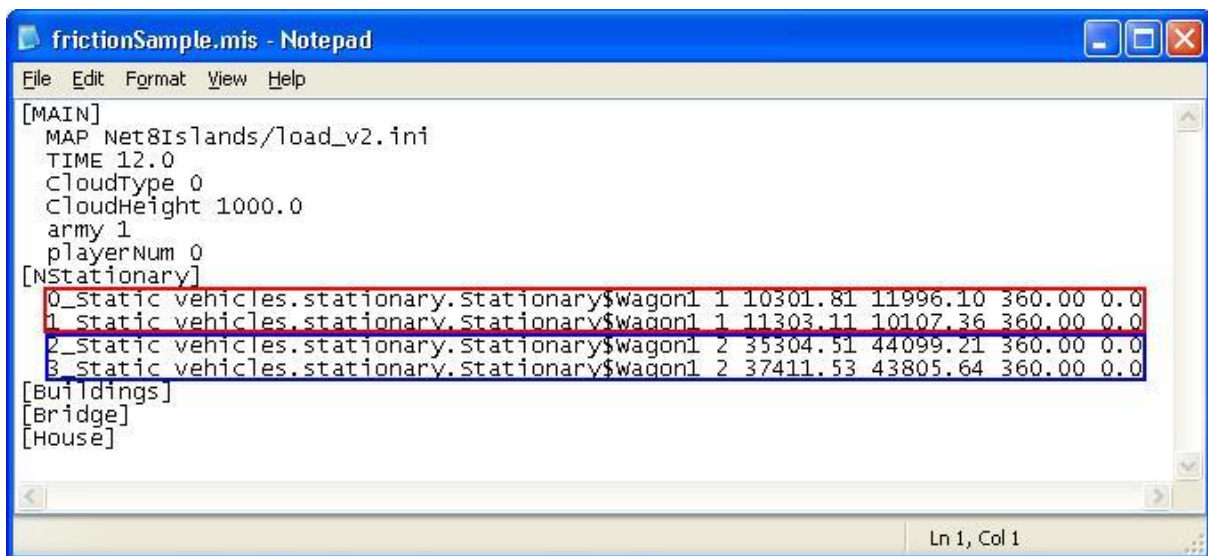 frictionSample.mis - Notepad
File Edit Format View Help
[MAIN]
MAP Net8Islands/load_v2.ini
TIME 12.0
CloudType 0
CloudHeight 1000.0
army 1
playerNum 0
[NStationary]
0_Static vehicles.stationary.Stationary$Wagon1 1 10301.81 11996.10 360.00 0.0
1_Static vehicles.stationary.Stationary$Wagon1 1 11303.11 10107.36 360.00 0.0
2_Static vehicles.stationary.Stationary$Wagon1 2 35304.51 44099.21 360.00 0.0
3_Static vehicles.stationary.Stationary$Wagon1 2 37411.53 43805.64 360.00 0.0
[Buildings]
[Bridge]
[House]
Ln 1, Col 1